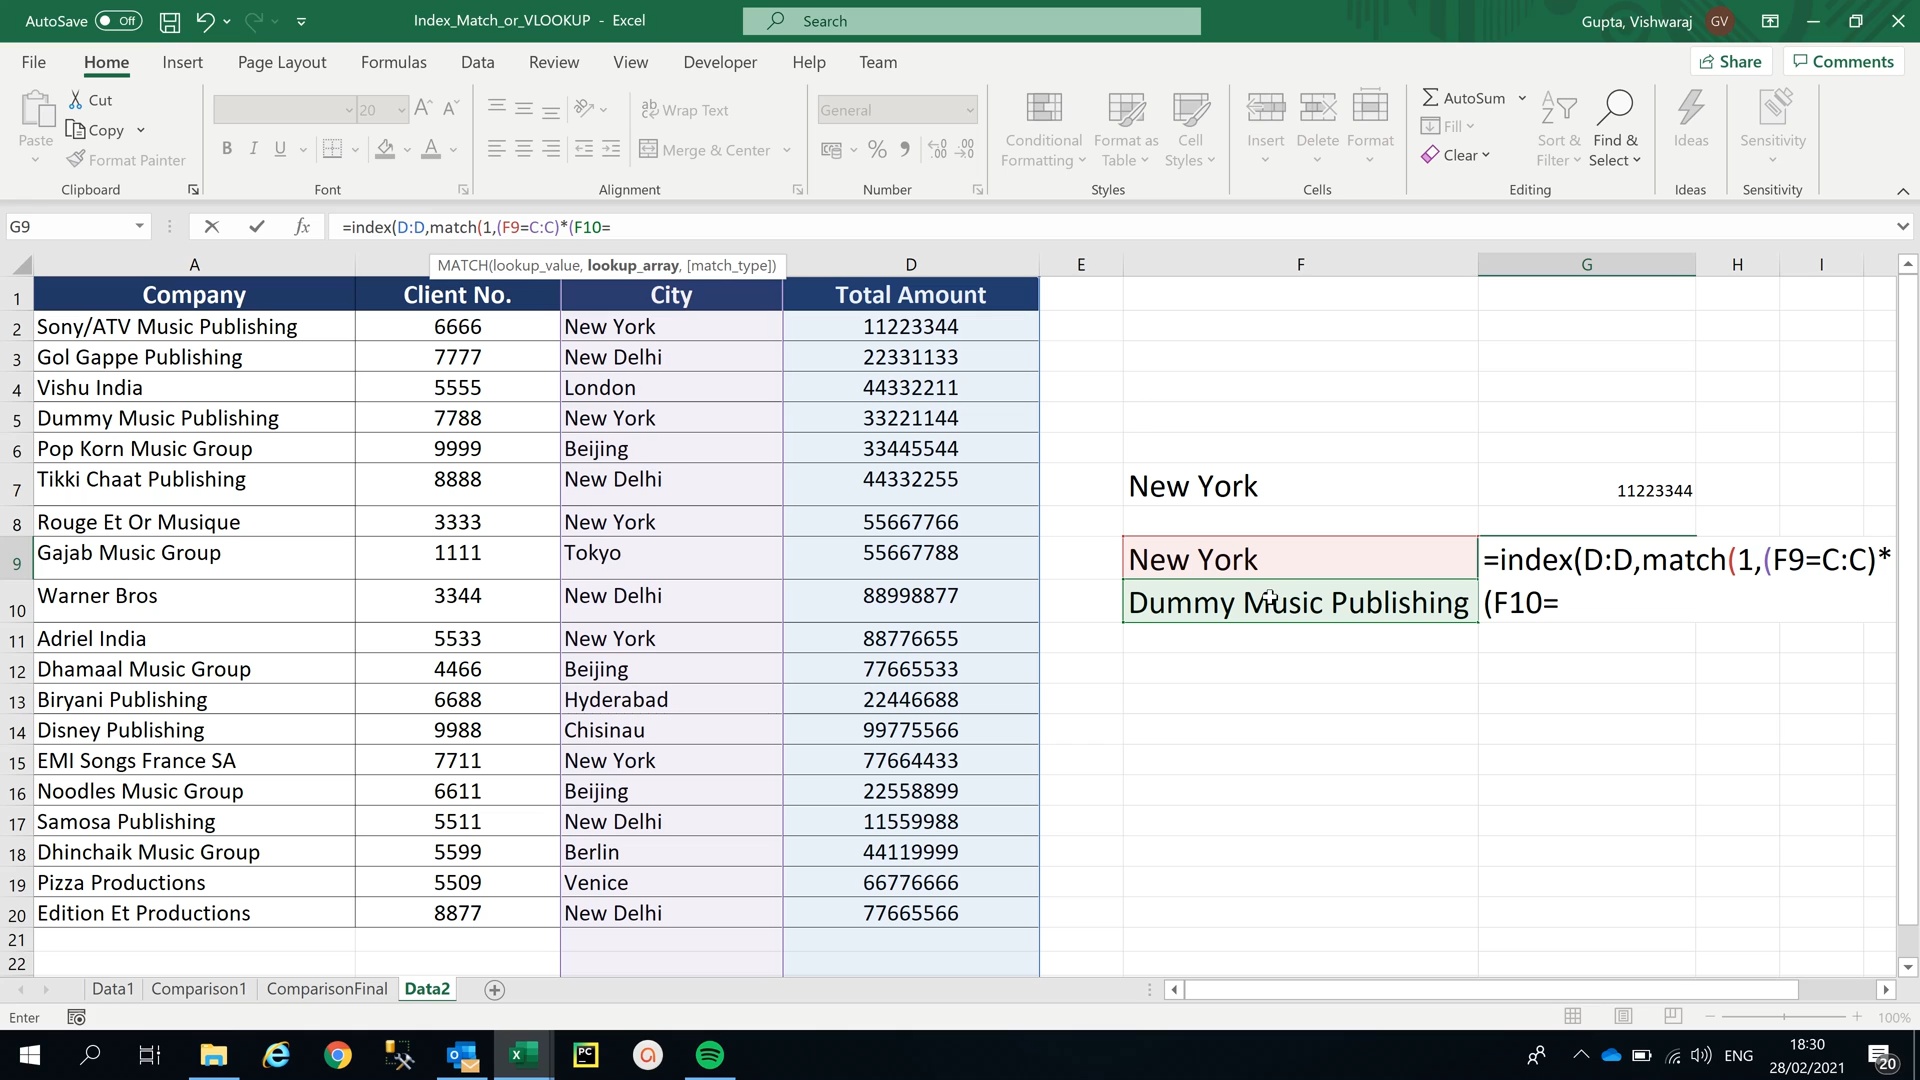 AutoSave Off Index_Match_or_VLOOKUP - Excel Search Gupta, Vishwaraj GV
File Home Insert Page Layout Formulas Data Review View Developer Help Team Share Comments
Paste Cut Copy Format Painter Clipboard
20 B I U Font
Wrap Text Merge & Center Alignment
General % Number
Conditional Formatting Format as Table Cell Styles Styles
Insert Delete Format Cells
AutoSum Fill Clear Sort & Filter Find & Select Editing
Ideas Ideas
Sensitivity Sensitivity
G9 fx =index(D:D,match(1,(F9=C:C)*(F10=
MATCH(lookup_value, lookup_array, [match_type])
A D E F G H I
1 Company Client No. City Total Amount
2 Sony/ATV Music Publishing 6666 New York 11223344
3 Gol Gappe Publishing 7777 New Delhi 22331133
4 Vishu India 5555 London 44332211
5 Dummy Music Publishing 7788 New York 33221144
6 Pop Korn Music Group 9999 Beijing 33445544
7 Tikki Chaat Publishing 8888 New Delhi 44332255 New York 11223344
8 Rouge Et Or Musique 3333 New York 55667766
9 Gajab Music Group 1111 Tokyo 55667788 New York =index(D:D,match(1,(F9=C:C)*
10 Warner Bros 3344 New Delhi 88998877 Dummy Music Publishing (F10=
11 Adriel India 5533 New York 88776655
12 Dhamaal Music Group 4466 Beijing 77665533
13 Biryani Publishing 6688 Hyderabad 22446688
14 Disney Publishing 9988 Chisinau 99775566
15 EMI Songs France SA 7711 New York 77664433
16 Noodles Music Group 6611 Beijing 22558899
17 Samosa Publishing 5511 New Delhi 11559988
18 Dhinchaik Music Group 5599 Berlin 44119999
19 Pizza Productions 5509 Venice 66776666
20 Edition Et Productions 8877 New Delhi 77665566
21
22
Data1 Comparison1 ComparisonFinal Data2
Enter 100%
PC ENG 18:30
28/02/2021 20